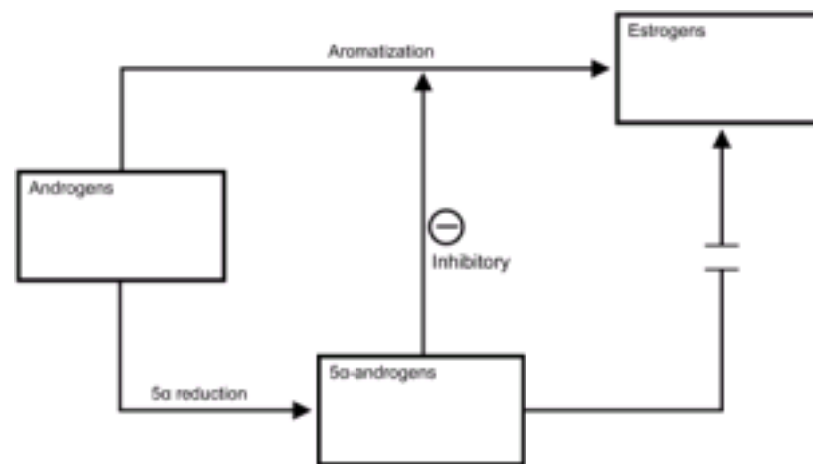 Aromatization
Estrogens
Androgens
Inhibitory
5α reduction
5α-androgens